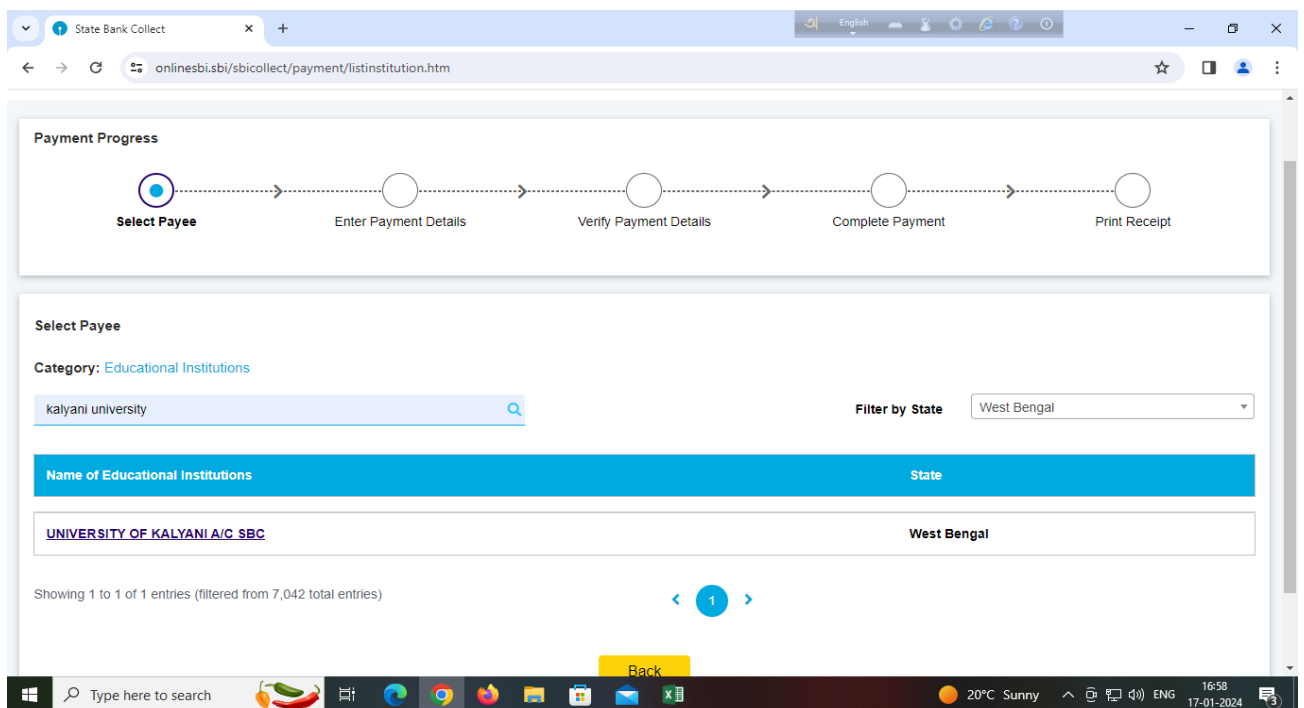 State Bank Collect
English
onlinesbi.sbi/sbicollect/payment/listinstitution.htm
Payment Progress
Select Payee
Enter Payment Details
Verify Payment Details
Complete Payment
Print Receipt
Select Payee
Category: Educational Institutions
kalyani university
Filter by State
West Bengal
Name of Educational Institutions
State
UNIVERSITY OF KALYANI A/C SBC
West Bengal
Showing 1 to 1 of 1 entries (filtered from 7,042 total entries)
1
Back
Type here to search
20°C Sunny
ENG
16:58
17-01-2024
3